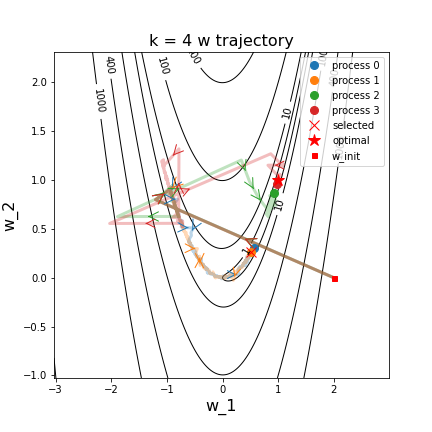 k = 4 w trajectory
w_2
2.0
1.5
1.0
0.5
0.0
−0.5
−1.0
−3
−2
−1
0
1
2
w_1
process 0
process 1
process 2
process 3
selected
optimal
w_init
1000
400
100
10
10
1